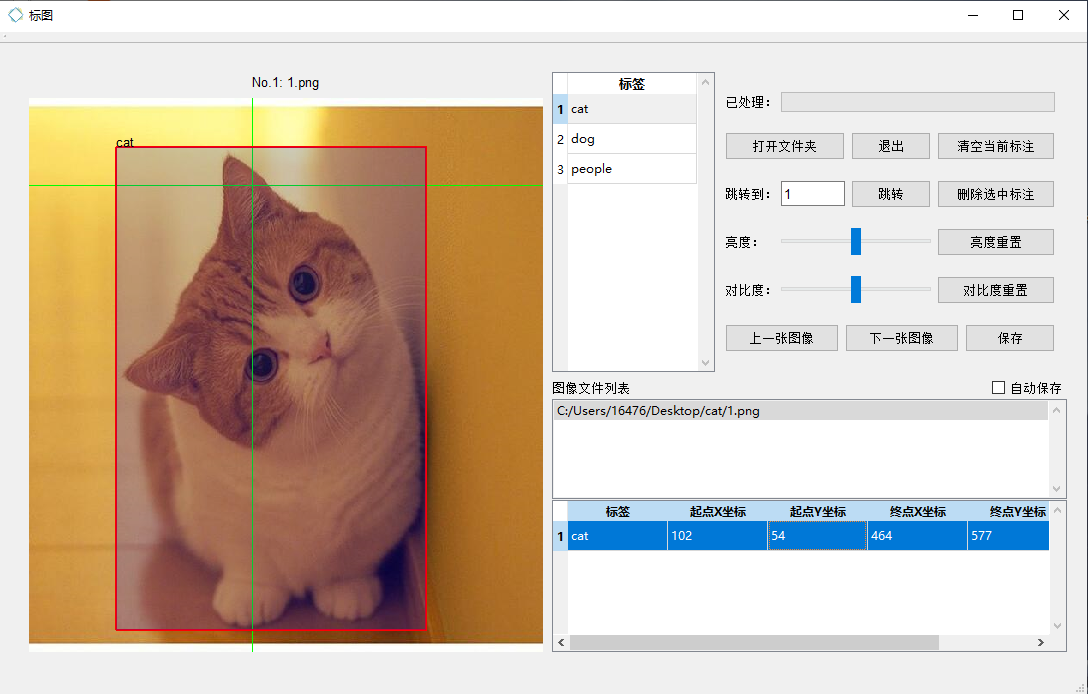 标图
No.1: 1.png
cat
标签
1 cat
2 dog
3 people
已处理：
打开文件夹 退出 清空当前标注
跳转到： 1 跳转 删除选中标注
亮度： 亮度重置
对比度： 对比度重置
上一张图像 下一张图像 保存
图像文件列表 自动保存
C:/Users/16476/Desktop/cat/1.png
标签 起点X坐标 起点Y坐标 终点X坐标 终点Y坐标
1 cat 102 54 464 577